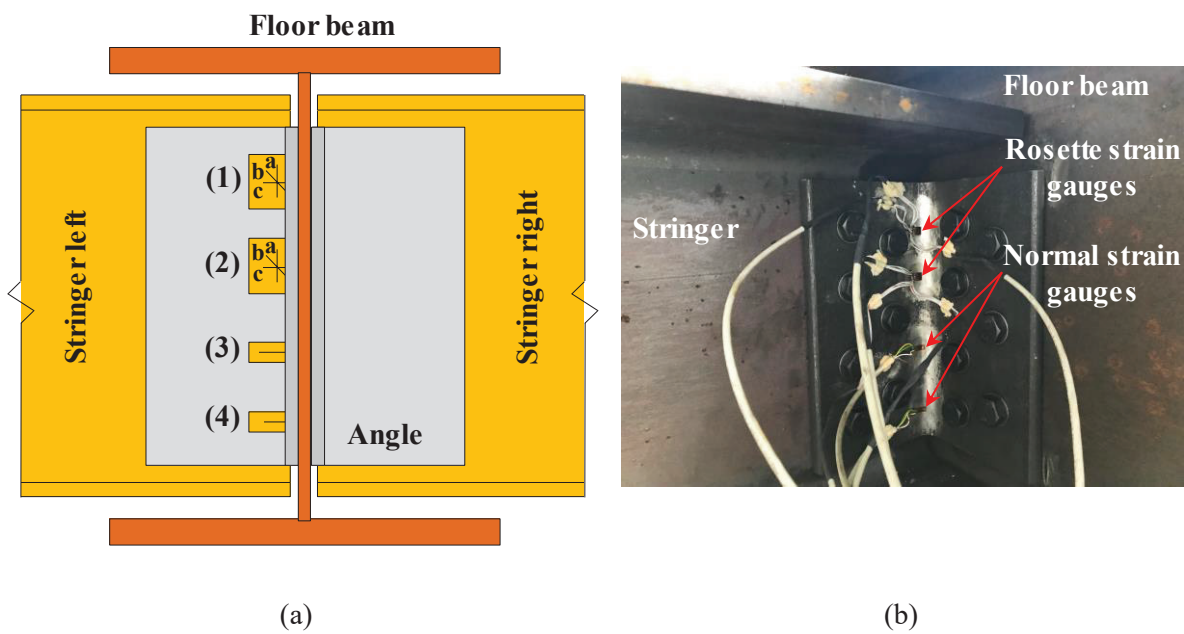 Floor beam
(1)
a
b
c
(2)
a
b
c
(3)
(4)
Stringer left
Stringer right
Angle
Floor beam
Rosette strain
gauges
Stringer
Normal strain
gauges
(a)
(b)